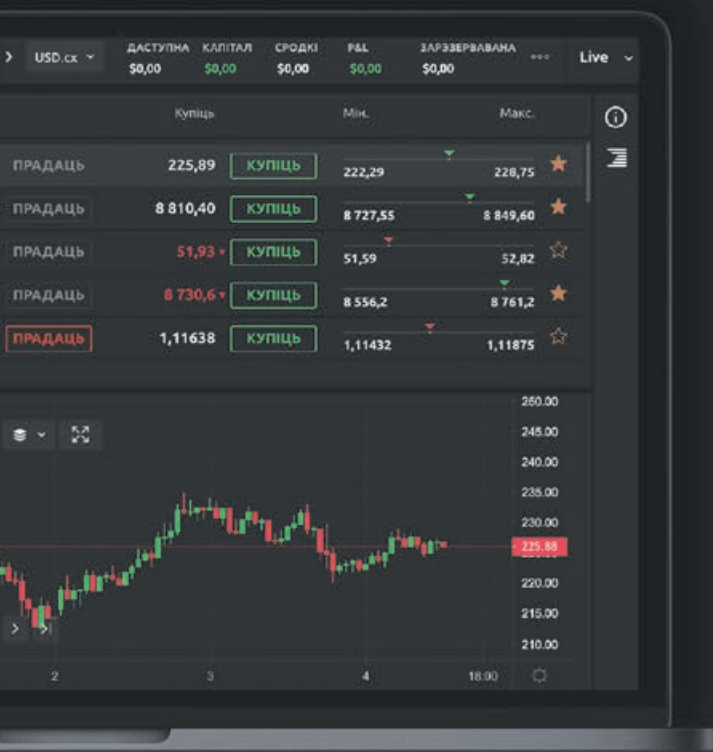 USD.cx ДАСТУПНА КАПІТАЛ СРОДКІ P&L ЗАРЭЗЕРВАВАНА Live
$0,00 $0,00 $0,00 $0,00 $0,00
Купіць Мін. Макс.
ПРАДАЦЬ 225,89 КУПІЦЬ 222,29 228,75
ПРАДАЦЬ 8 810,40 КУПІЦЬ 8 727,55 8 849,60
ПРАДАЦЬ 51,93 КУПІЦЬ 51,59 52,82
ПРАДАЦЬ 8 730,6 КУПІЦЬ 8 556,2 8 761,2
ПРАДАЦЬ 1,11638 КУПІЦЬ 1,11432 1,11875
250.00
245.00
240.00
235.00
230.00
225.88
220.00
215.00
210.00
2 3 4 18:00